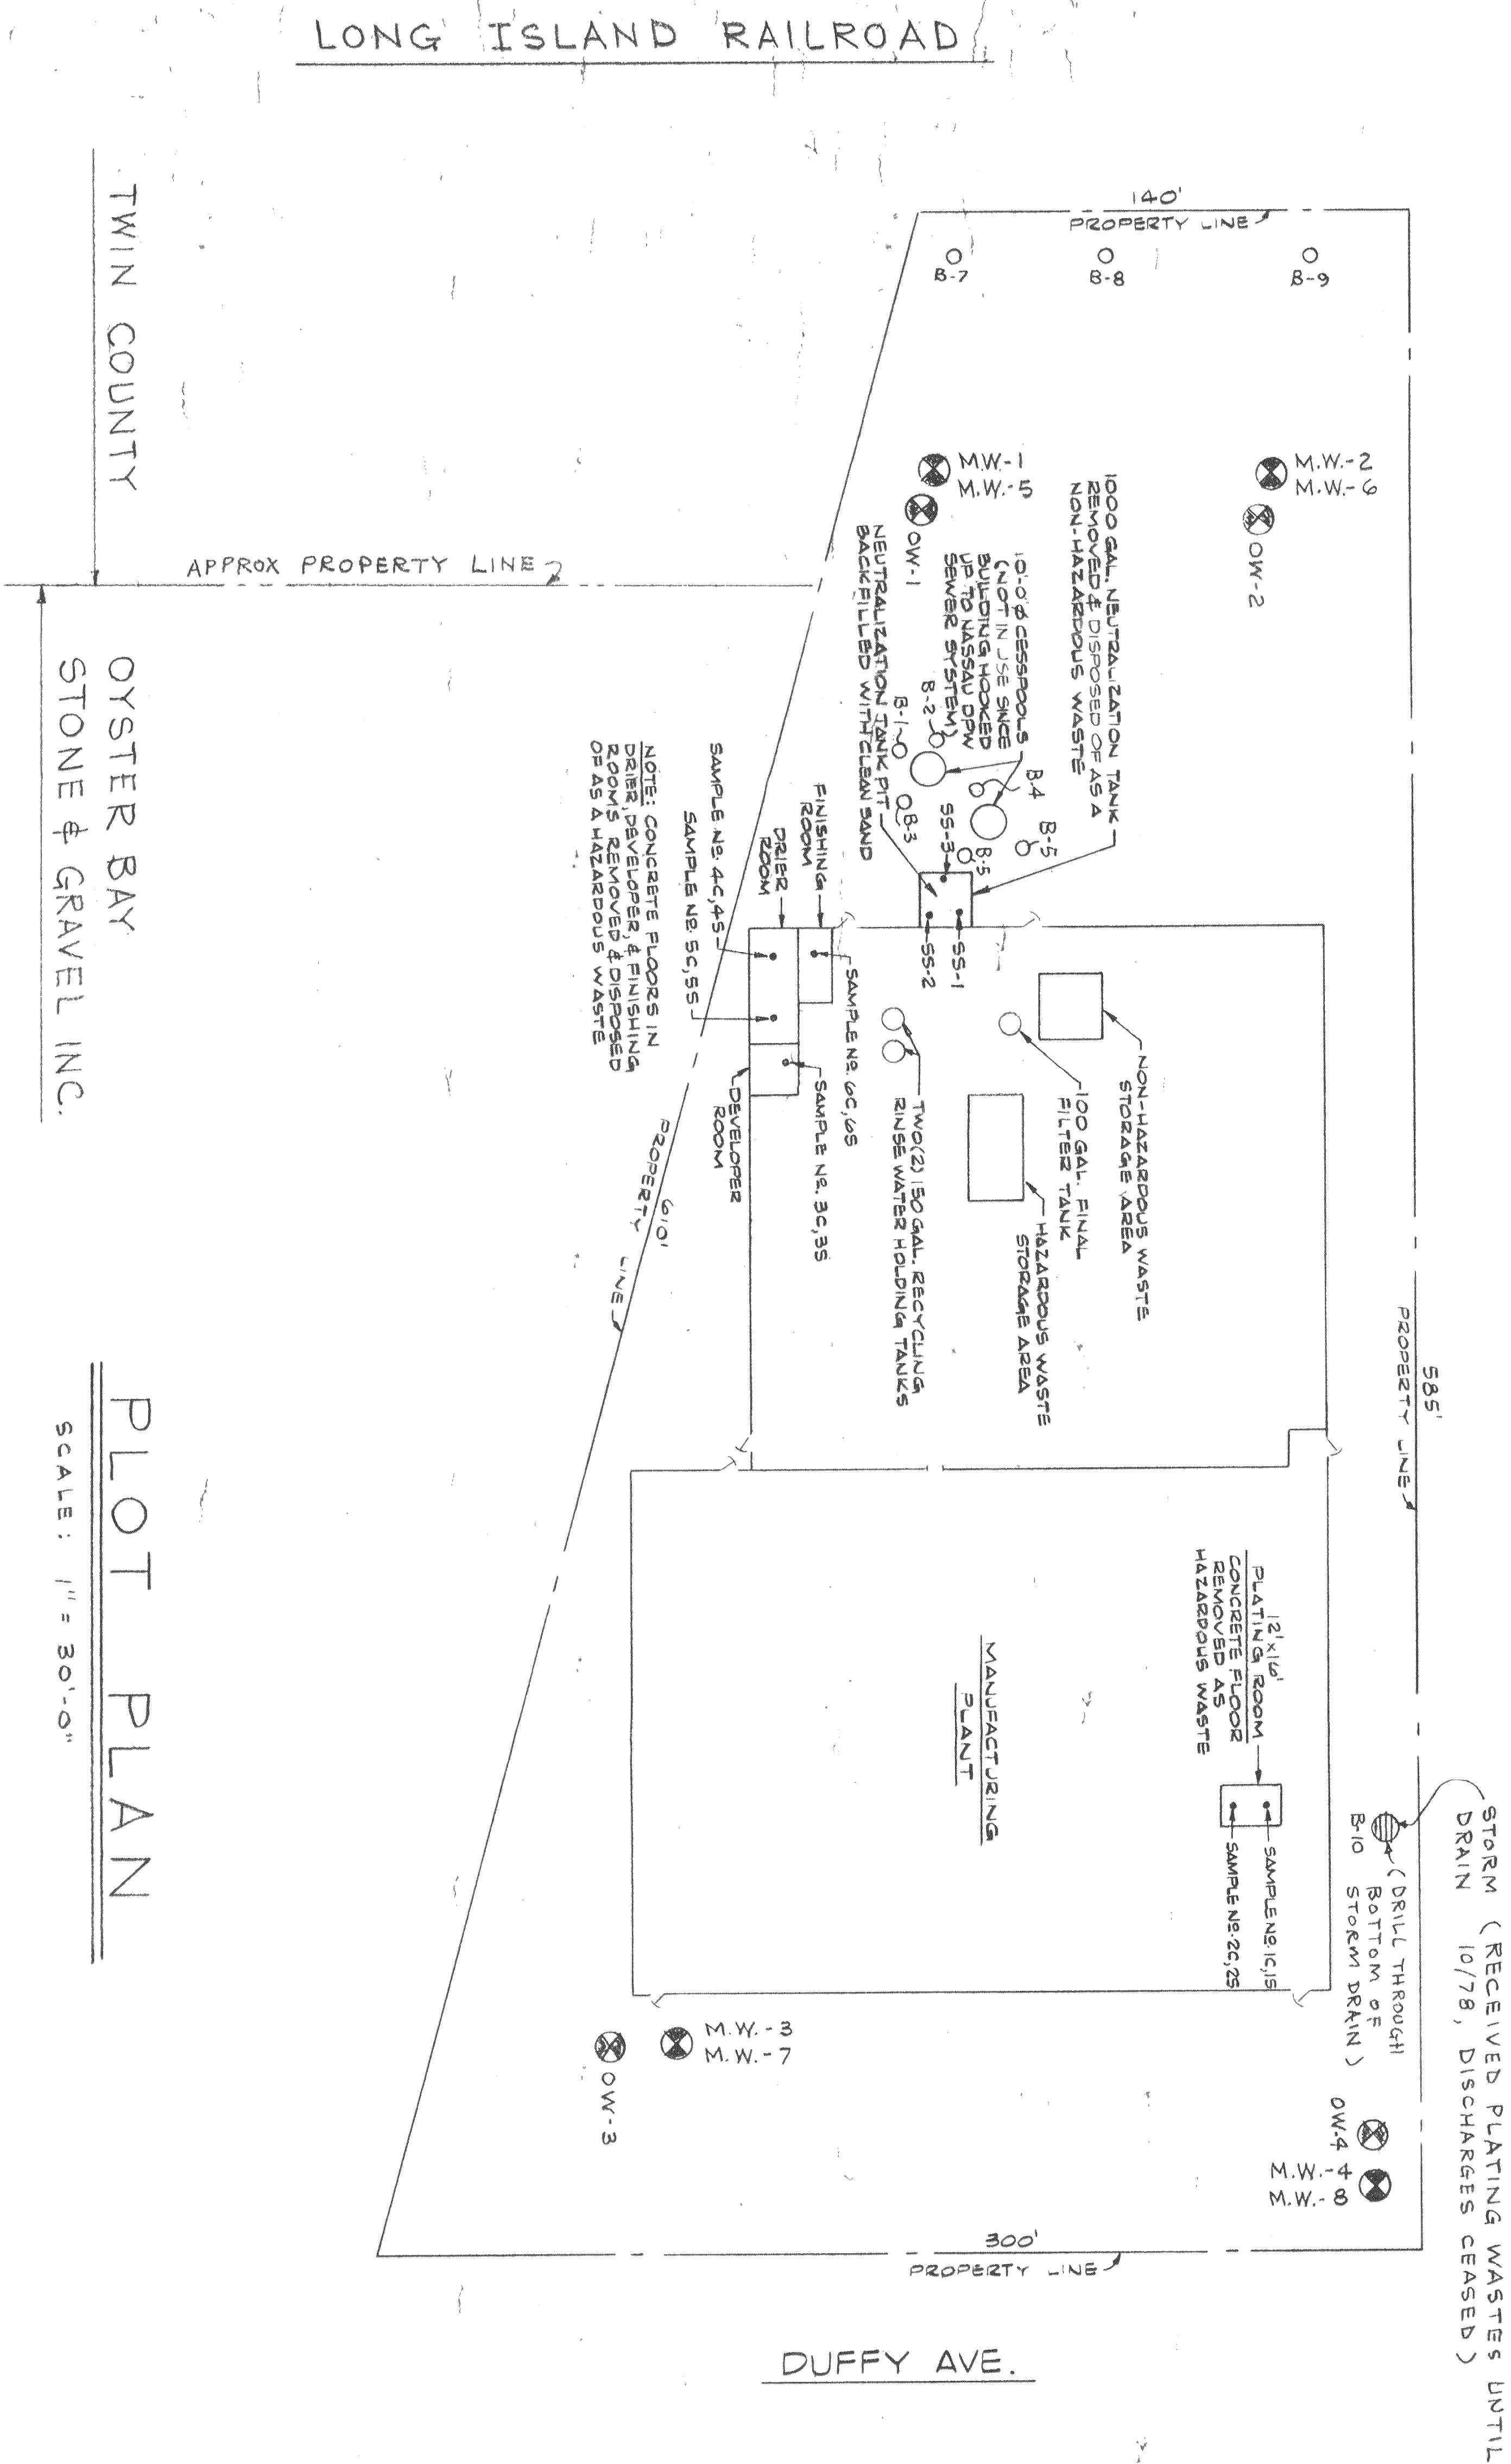 LONG ISLAND RAILROAD
140'
PROPERTY LINE
B-7
B-8
B-9
TWIN COUNTY
APPROX PROPERTY LINE
OYSTER BAY
STONE & GRAVEL INC.
M.W.-1
M.W.-5
OW-1
M.W.-2
M.W.-6
OW-2
1000 GAL. NEUTRALIZATION TANK
REMOVED & DISPOSED OF AS A
NON-HAZARDOUS WASTE
10'-0" φ CESSPOOLS
(NOT IN USE SINCE
BUILDING HOOKED
UP TO NASSAU DPW
SEWER SYSTEM)
NEUTRALIZATION TANK PIT
BACKFILLED WITH CLEAN SAND
B-1
B-2
B-3
B-4
B-5
B-5
SS-3
SS-1
SS-2
FINISHING
ROOM
DRIER
ROOM
SAMPLE NO. 4C,4S
SAMPLE NO. 5C,5S
SAMPLE NO. 6C,6S
SAMPLE NO. 3C,3S
DEVELOPER
ROOM
NOTE: CONCRETE FLOORS IN
DRIER, DEVELOPER, & FINISHING
ROOMS REMOVED & DISPOSED
OF AS A HAZARDOUS WASTE
NON-HAZARDOUS WASTE
STORAGE AREA
100 GAL. FINAL
FILTER TANK
HAZARDOUS WASTE
STORAGE AREA
TWO (2) 150 GAL. RECYCLING
RINSE WATER HOLDING TANKS
610'
PROPERTY LINE
585'
PROPERTY LINE
12'x16'
PLATING ROOM
CONCRETE FLOOR
REMOVED AS
HAZARDOUS WASTE
SAMPLE NO. 1C,1S
SAMPLE NO. 2C,2S
MANUFACTURING
PLANT
STORM (RECEIVED PLATING WASTES UNTIL
DRAIN 10/78, DISCHARGES CEASED)
B-10
(DRILL THROUGH
BOTTOM OF
STORM DRAIN)
M.W.-3
M.W.-7
OW-3
OW-4
M.W.-4
M.W.-8
300'
PROPERTY LINE
DUFFY AVE.
PLOT PLAN
SCALE: 1" = 30'-0"